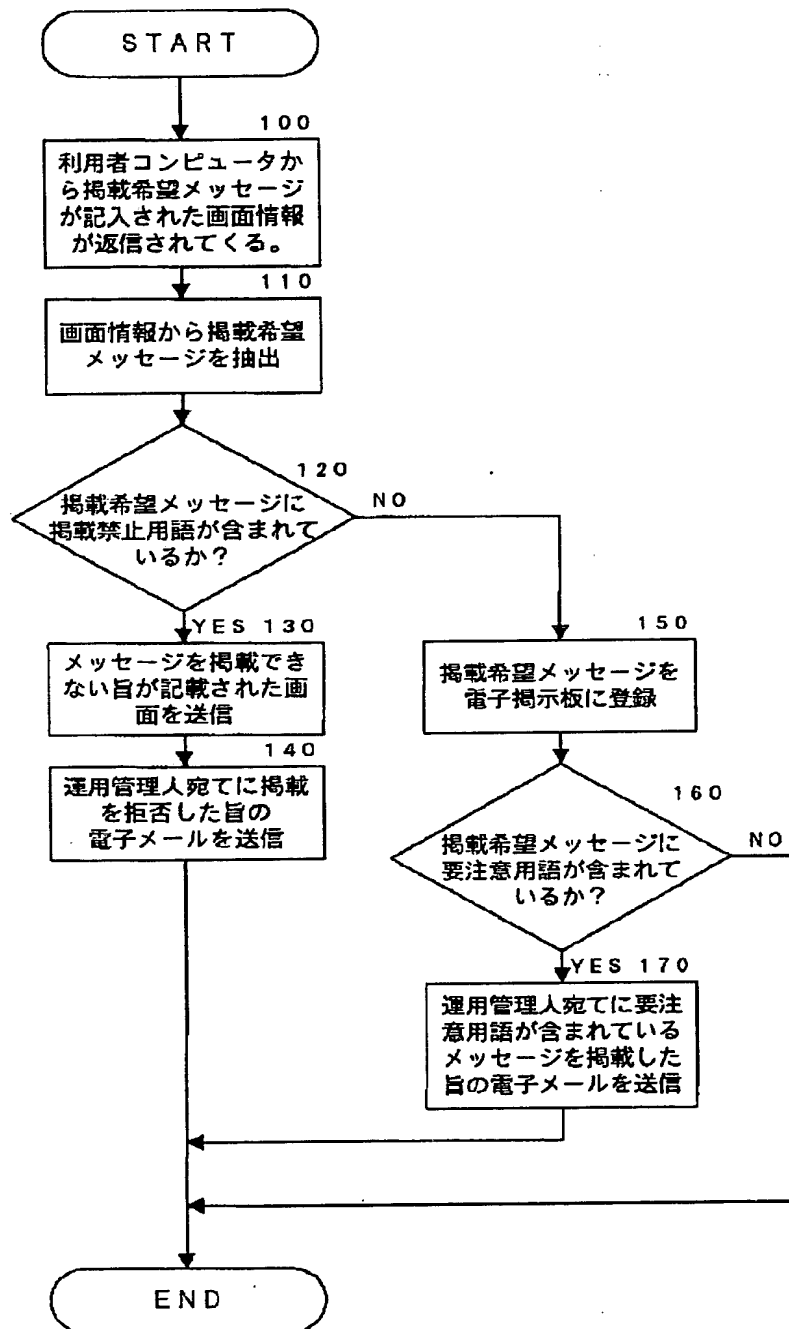 START
100
利用者コンピュータか
ら掲載希望メッセージ
が記入された画面情報
が返信されてくる。
110
画面情報から掲載希望
メッセージを抽出
120
掲載希望メッセージに
掲載禁止用語が含まれて
いるか？
NO
YES 130
メッセージを掲載でき
ない旨が記載された画
面を送信
140
運用管理人宛てに掲載
を拒否した旨の
電子メールを送信
150
掲載希望メッセージを
電子掲示板に登録
160
掲載希望メッセージに
要注意用語が含まれて
いるか？
NO
YES 170
運用管理人宛てに要注
意用語が含まれている
メッセージを掲載した
旨の電子メールを送信
END